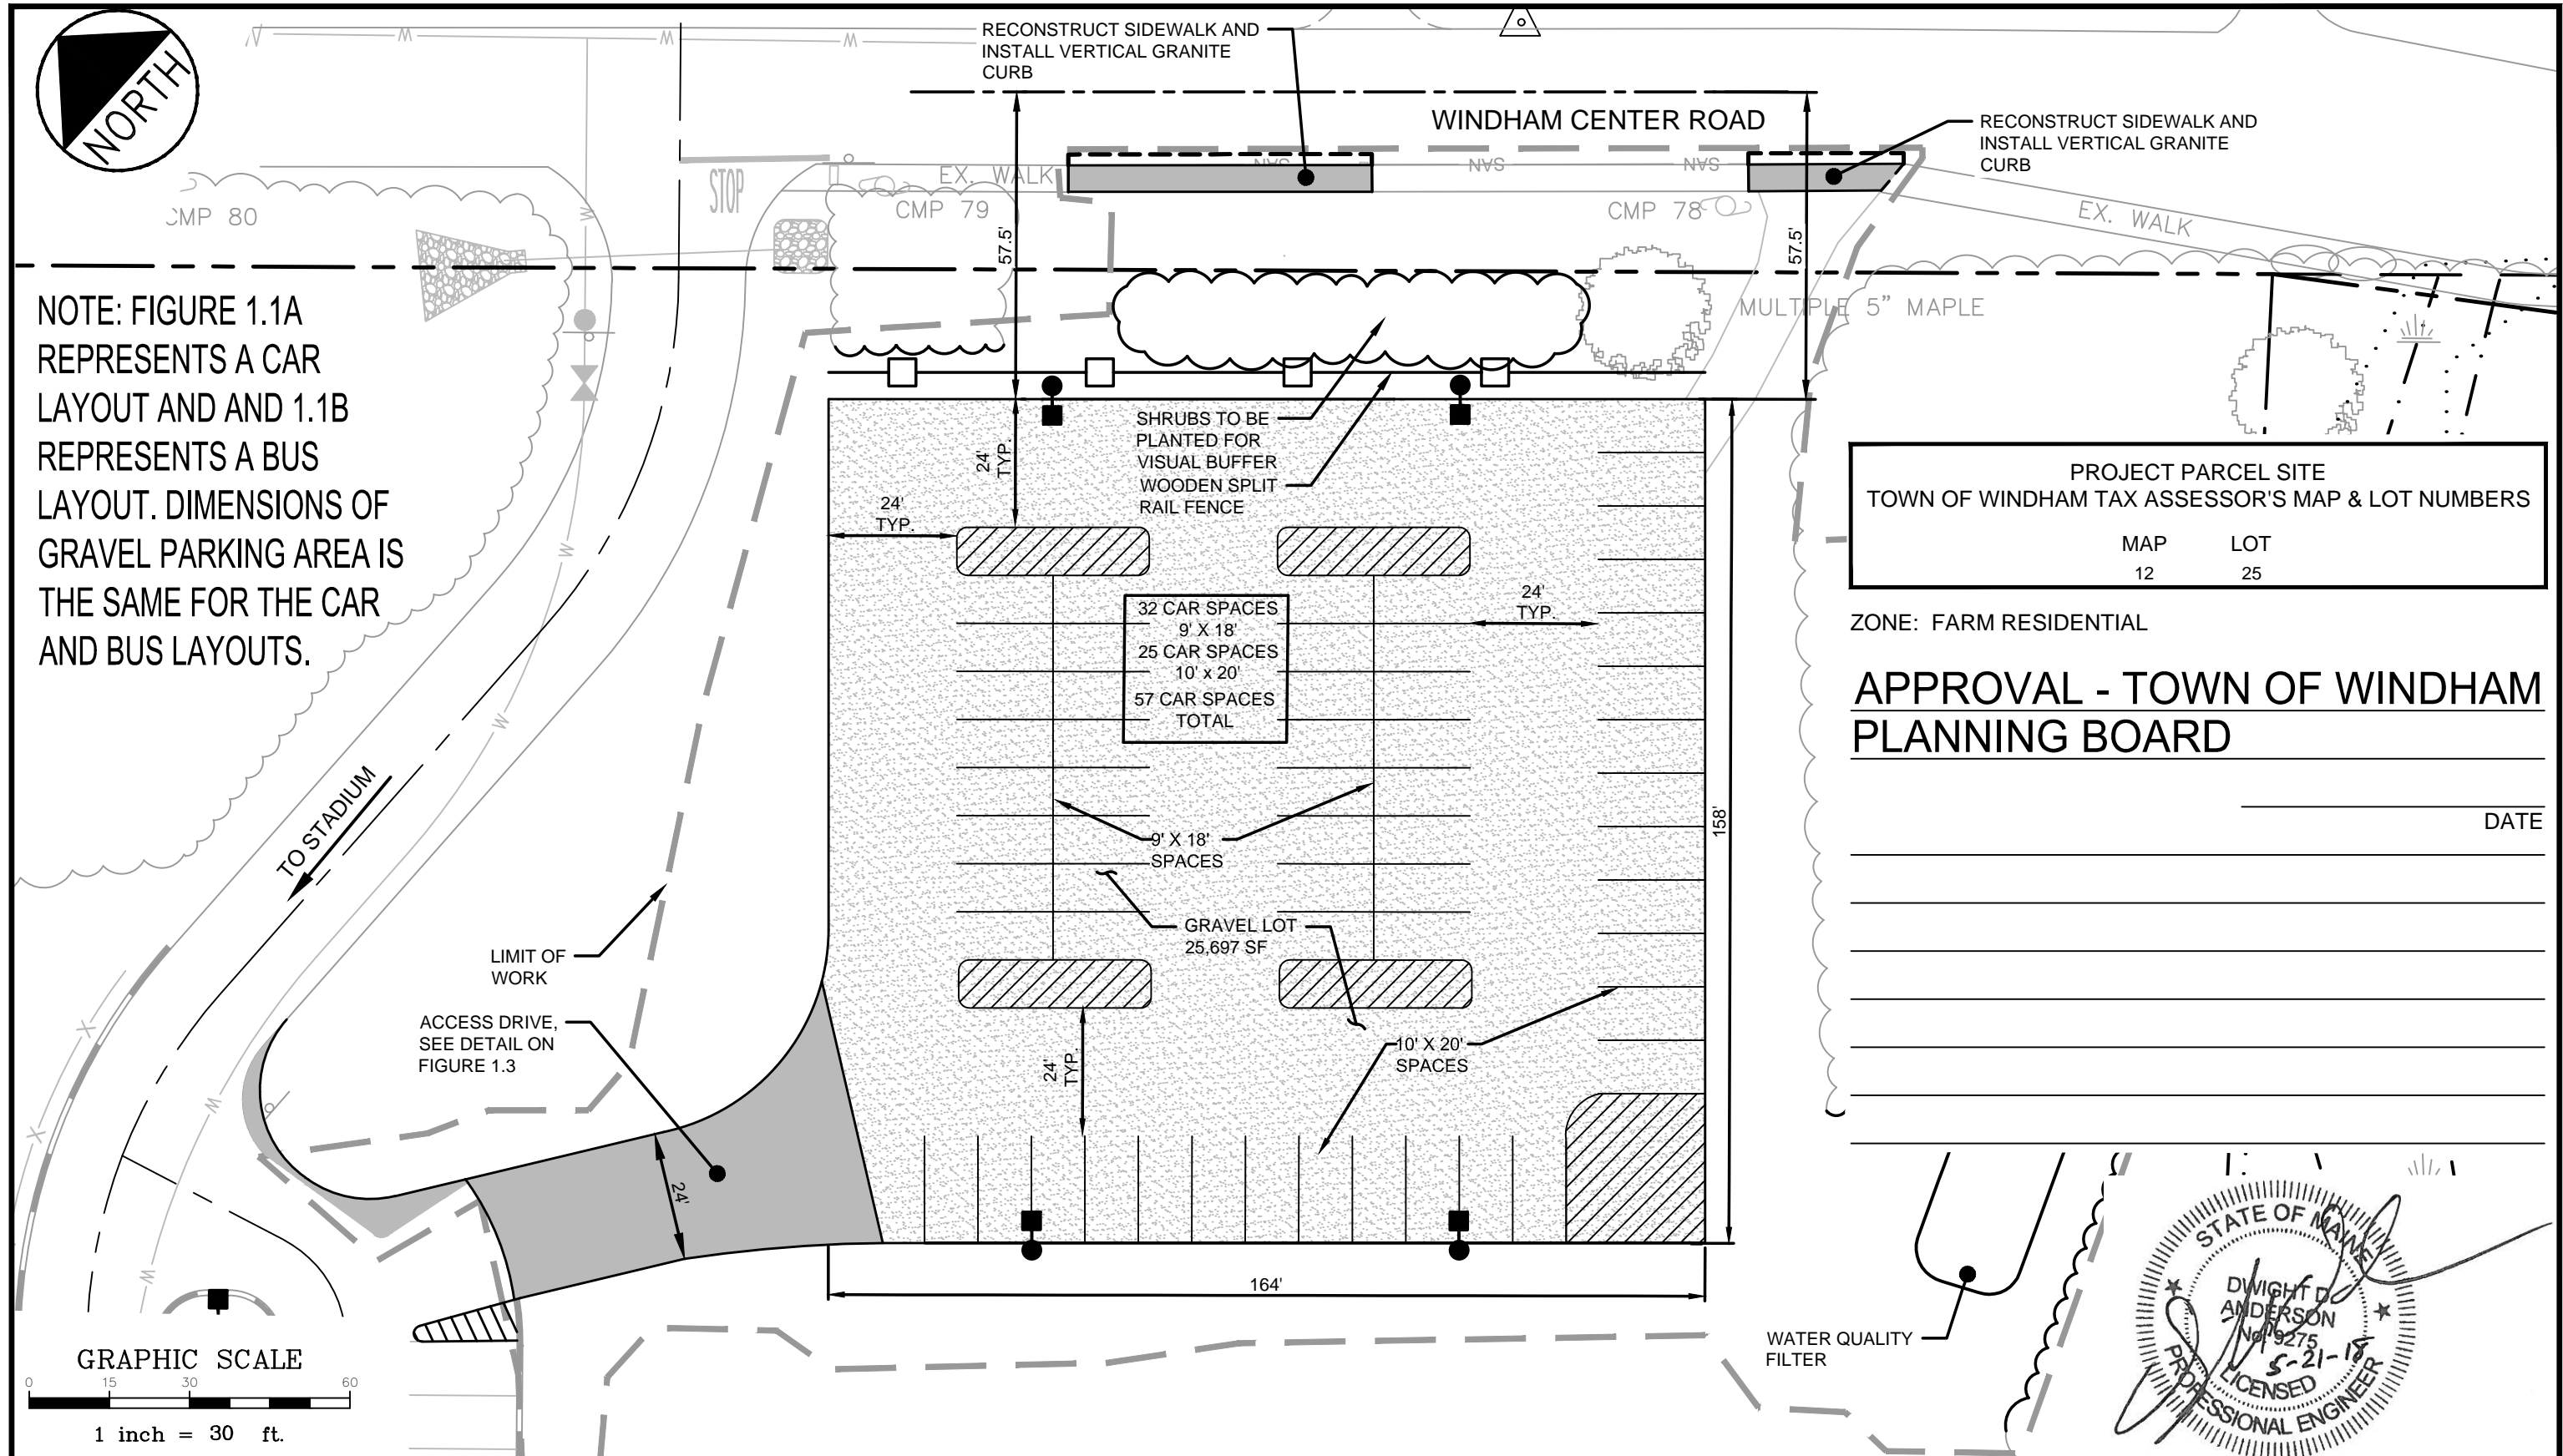 NORTH
RECONSTRUCT SIDEWALK AND
INSTALL VERTICAL GRANITE
CURB
WINDHAM CENTER ROAD
RECONSTRUCT SIDEWALK AND
INSTALL VERTICAL GRANITE
CURB
W
W
W
STOP
EX. WALK
SAN
SAN
SAN
CMP 80
CMP 79
CMP 78
EX. WALK
57.5'
57.5'
MULTIPLE 5" MAPLE
NOTE: FIGURE 1.1A
REPRESENTS A CAR
LAYOUT AND AND 1.1B
REPRESENTS A BUS
LAYOUT. DIMENSIONS OF
GRAVEL PARKING AREA IS
THE SAME FOR THE CAR
AND BUS LAYOUTS.
SHRUBS TO BE
PLANTED FOR
VISUAL BUFFER
WOODEN SPLIT
RAIL FENCE
24'
TYP.
24'
TYP.
24'
TYP.
32 CAR SPACES
9' X 18'
25 CAR SPACES
10' x 20'
57 CAR SPACES
TOTAL
PROJECT PARCEL SITE
TOWN OF WINDHAM TAX ASSESSOR'S MAP & LOT NUMBERS
MAP LOT
12 25
ZONE: FARM RESIDENTIAL
APPROVAL - TOWN OF WINDHAM
PLANNING BOARD
DATE
W
W
W
TO STADIUM
9' X 18'
SPACES
158'
GRAVEL LOT
25,697 SF
LIMIT OF
WORK
ACCESS DRIVE,
SEE DETAIL ON
FIGURE 1.3
24'
TYP.
10' X 20'
SPACES
X
X
W
W
24'
164'
WATER QUALITY
FILTER
STATE OF MAINE
DWIGHT D.
ANDERSON
No. 9275
5-21-18
LICENSED
PROFESSIONAL ENGINEER
GRAPHIC SCALE
0 15 30 60
1 inch = 30 ft.